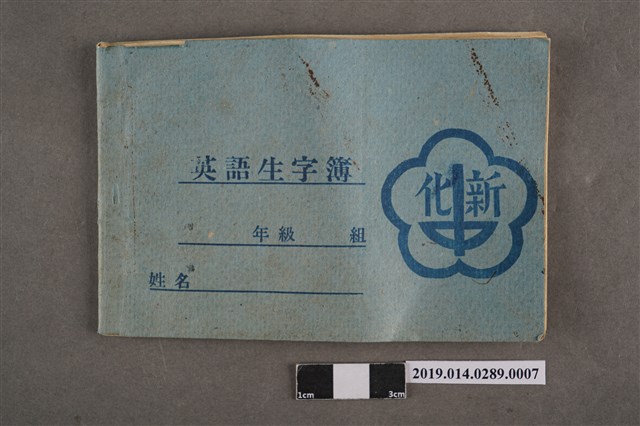 英語生字簿
年級 組
姓名
新化
中
1cm 3cm
2019.014.0289.0007